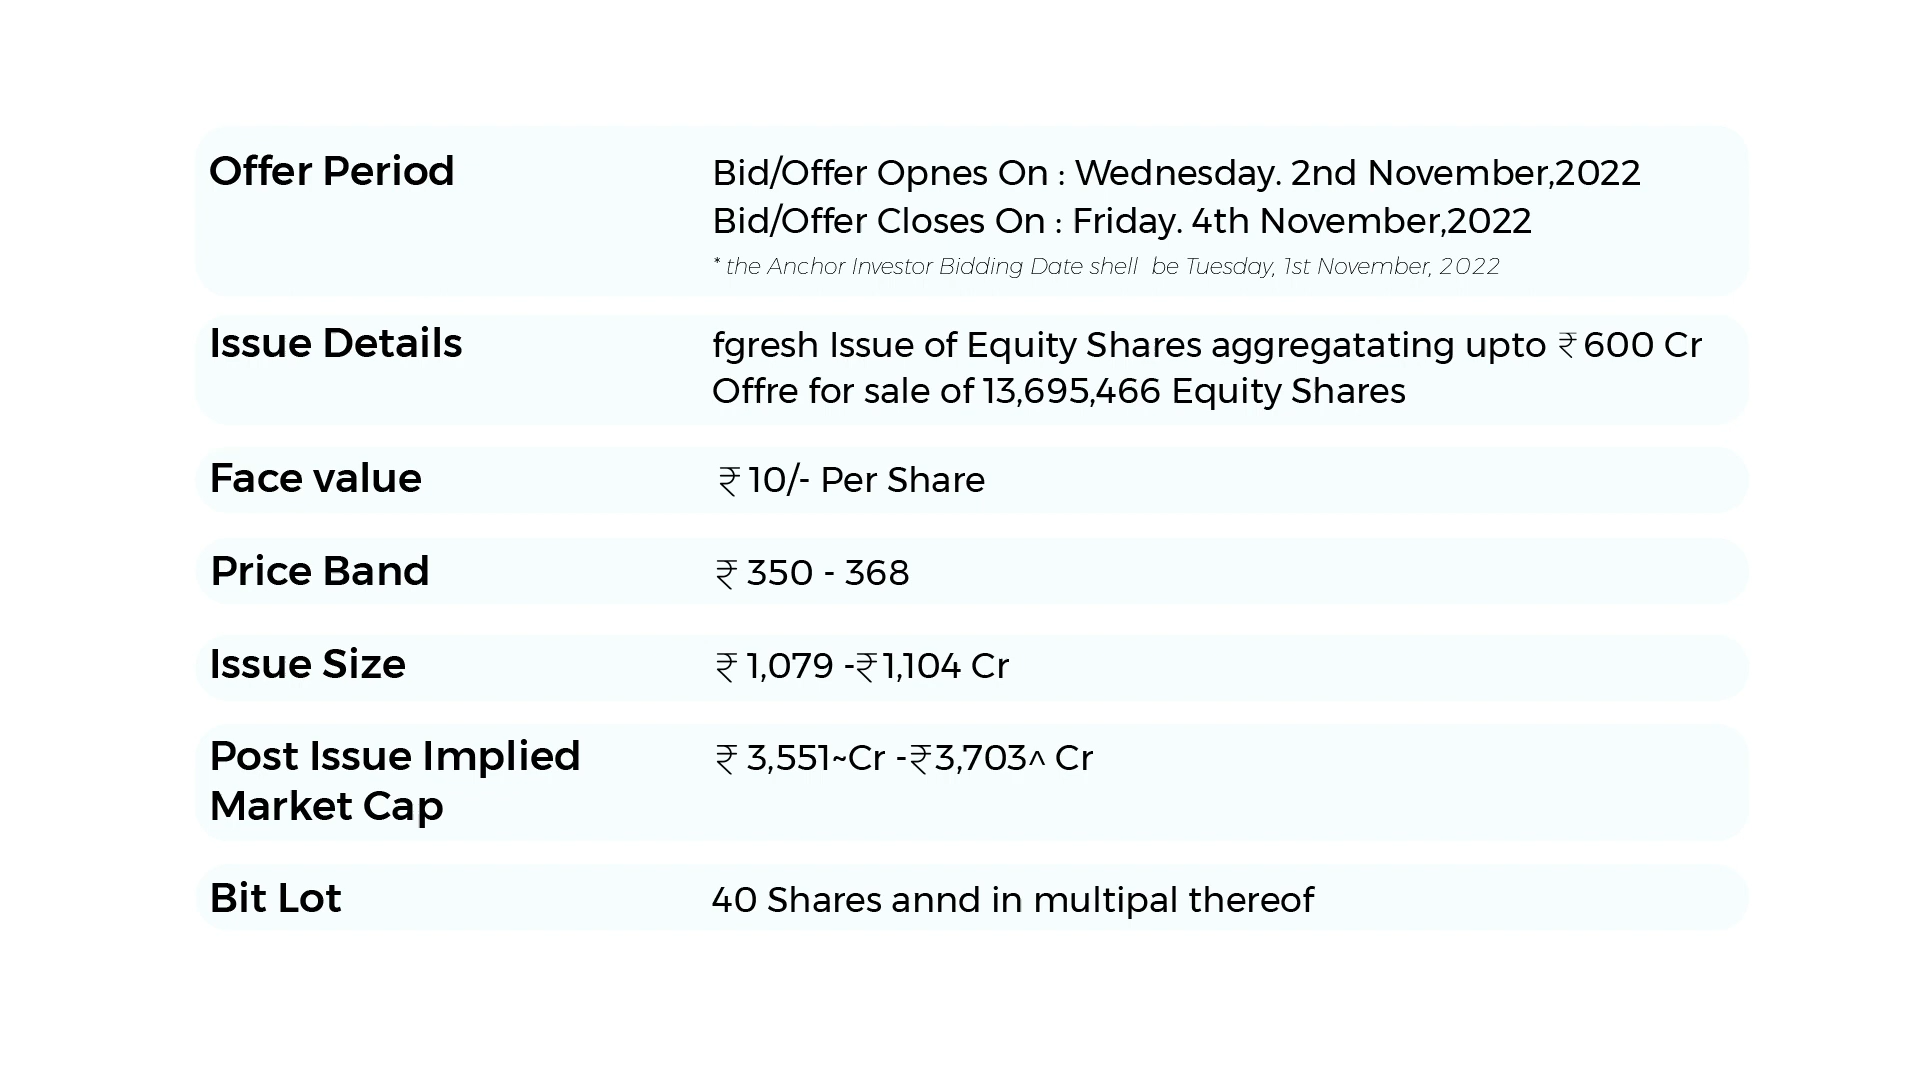 Offer Period
Bid/Offer Opnes On : Wednesday. 2nd November,2022
Bid/Offer Closes On : Friday. 4th November,2022
* the Anchor Investor Bidding Date shell be Tuesday, 1st November, 2022
Issue Details
fgresh Issue of Equity Shares aggregatating upto ₹ 600 Cr
Offre for sale of 13,695,466 Equity Shares
Face value
₹ 10/- Per Share
Price Band
₹ 350 - 368
Issue Size
₹ 1,079 -₹ 1,104 Cr
Post Issue Implied
Market Cap
₹ 3,551~Cr -₹ 3,703^ Cr
Bit Lot
40 Shares annd in multipal thereof